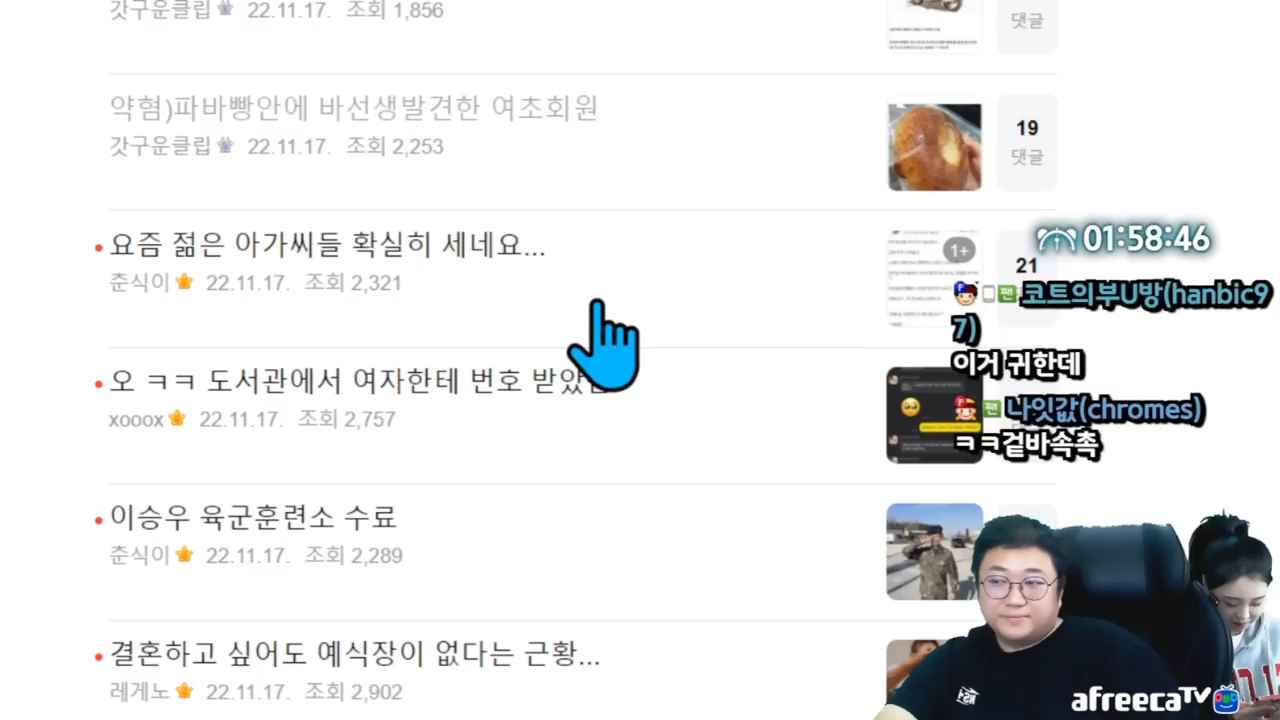 갓구운클립 22.11.17. 조회 1,856
댓글
약혐)파바빵안에 바선생발견한 여초회원
갓구운클립 22.11.17. 조회 2,253
19
댓글
요즘 젊은 아가씨들 확실히 세네요...
춘식이 22.11.17. 조회 2,321
1+
21
01:58:46
코트의부U방(hanbic9
7)
이거 귀한데
오 ㅋㅋ 도서관에서 여자한테 번호 받았
xooox 22.11.1 조회 2,757
나잇값(chromes)
ㅋㅋ겉바속촉
이승우 육군훈련소 수료
춘식이 22.11.17. 조회 2,289
결혼하고 싶어도 예식장이 없다는 근황...
레게노 22.11.17. 조회 2,902
afreecaTV